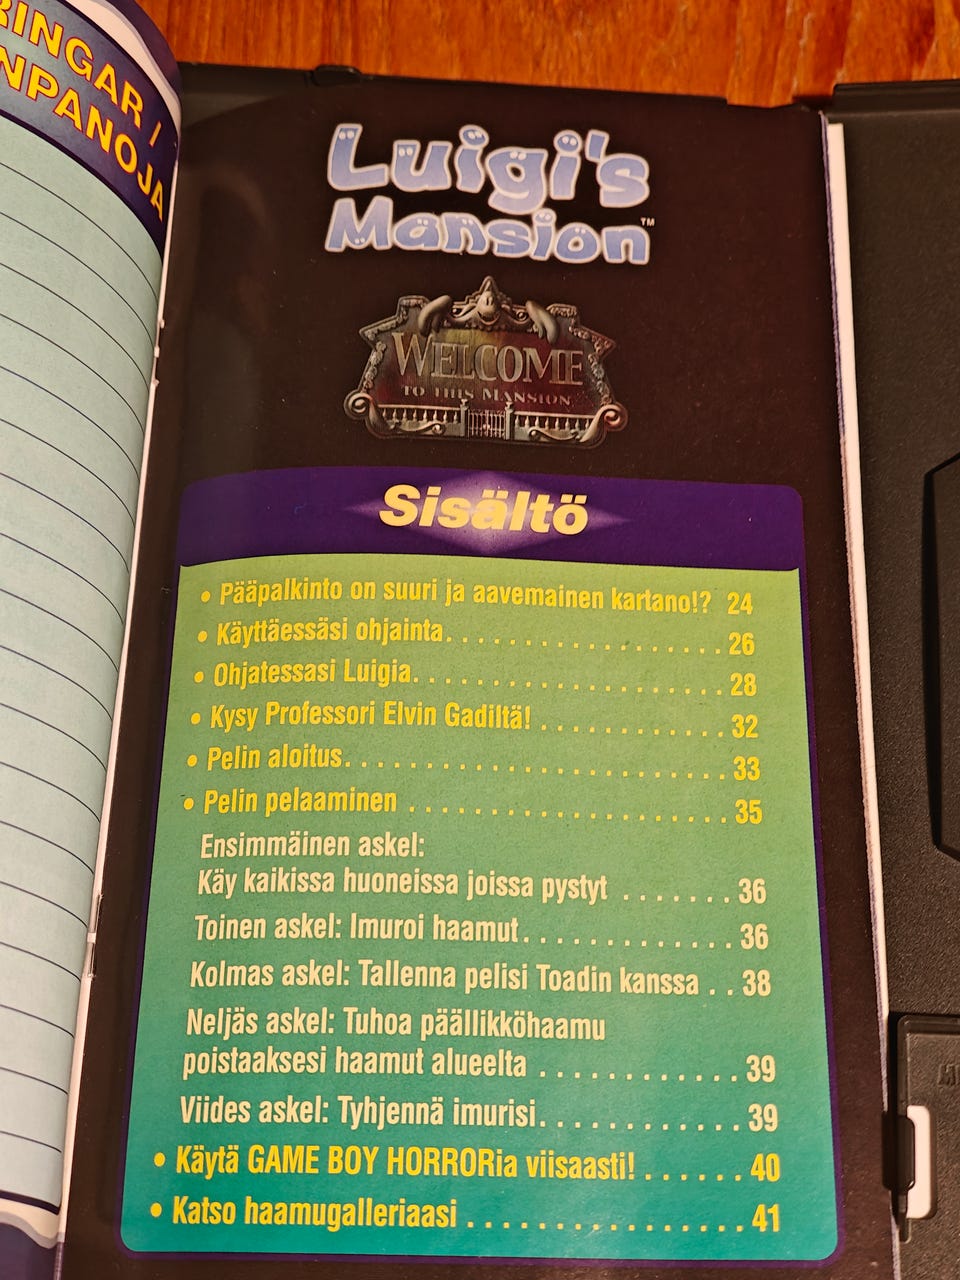 RINGAR /
NPANOJA
Luigi's
Mansion™
WELCOME
TO THIS MANSION
Sisältö
• Pääpalkinto on suuri ja aavemainen kartano!? 24
• Käyttäessäsi ohjainta. . . . . . . . . . . . . . . . . . 26
• Ohjatessasi Luigia. . . . . . . . . . . . . . . . . . . . 28
• Kysy Professori Elvin Gadiltä! . . . . . . . . . . . . 32
• Pelin aloitus. . . . . . . . . . . . . . . . . . . . . . . . 33
• Pelin pelaaminen . . . . . . . . . . . . . . . . . . . . 35
Ensimmäinen askel:
Käy kaikissa huoneissa joissa pystyt . . . . . . . 36
Toinen askel: Imuroi haamut. . . . . . . . . . . . . 36
Kolmas askel: Tallenna pelisi Toadin kanssa . . 38
Neljäs askel: Tuhoa päällikköhaamu
poistaaksesi haamut alueelta . . . . . . . . . . . . 39
Viides askel: Tyhjennä imurisi. . . . . . . . . . . . 39
• Käytä GAME BOY HORRORia viisaasti! . . . . . . 40
• Katso haamugalleriaasi . . . . . . . . . . . . . . . . 41